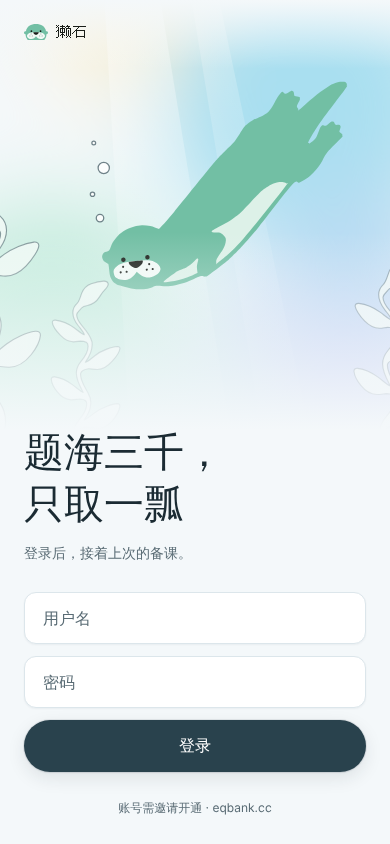 獭石
题海三千，
只取一瓢
登录后，接着上次的备课。
用户名
密码
登录
账号需邀请开通 · eqbank.cc